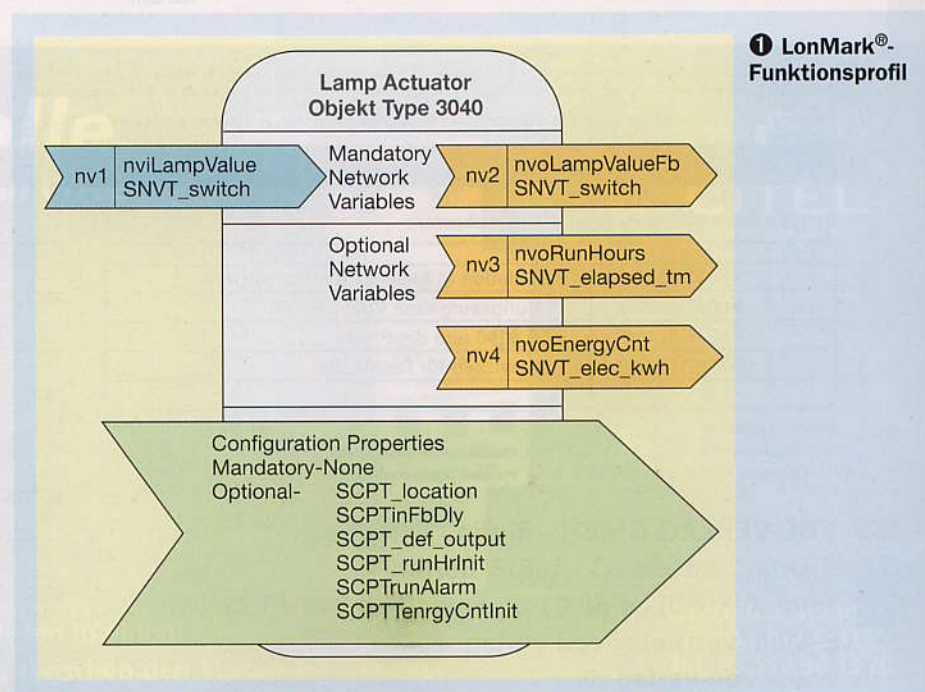 ❶ LonMark®-
Funktionsprofil
Lamp Actuator
Objekt Type 3040
nv1
nviLampValue
SNVT_switch
Mandatory
Network
Variables
nv2
nvoLampValueFb
SNVT_switch
Optional
Network
Variables
nv3
nvoRunHours
SNVT_elapsed_tm
nv4
nvoEnergyCnt
SNVT_elec_kwh
Configuration Properties
Mandatory-None
Optional- SCPT_location
SCPTinFbDly
SCPT_def_output
SCPT_runHrInit
SCPTrunAlarm
SCPTTenrgyCntInit